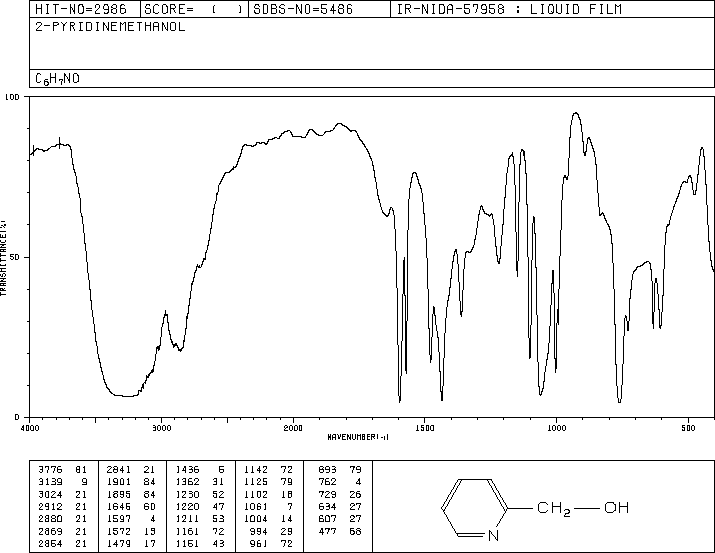 HIT-NO=2986 SCORE= ( ) SDBS-NO=5486 IR-NIDA-57958 : LIQUID FILM
2-PYRIDINEMETHANOL
C6H7NO
100
50
0
TRANSMITTANCE(%)
4000 3000 2000 1500 1000 500
WAVENUMBER(-1)
3776 81 2841 21 1436 5 1142 72 893 79
3139 9 1901 84 1362 31 1125 79 762 4
3024 21 1895 84 1230 52 1102 18 729 26
2912 21 1646 60 1220 47 1061 7 634 27
2880 21 1597 4 1211 53 1004 14 607 27
2869 21 1572 13 1161 72 994 29 477 68
2854 21 1479 17 1151 43 961 72
CH2 OH
N